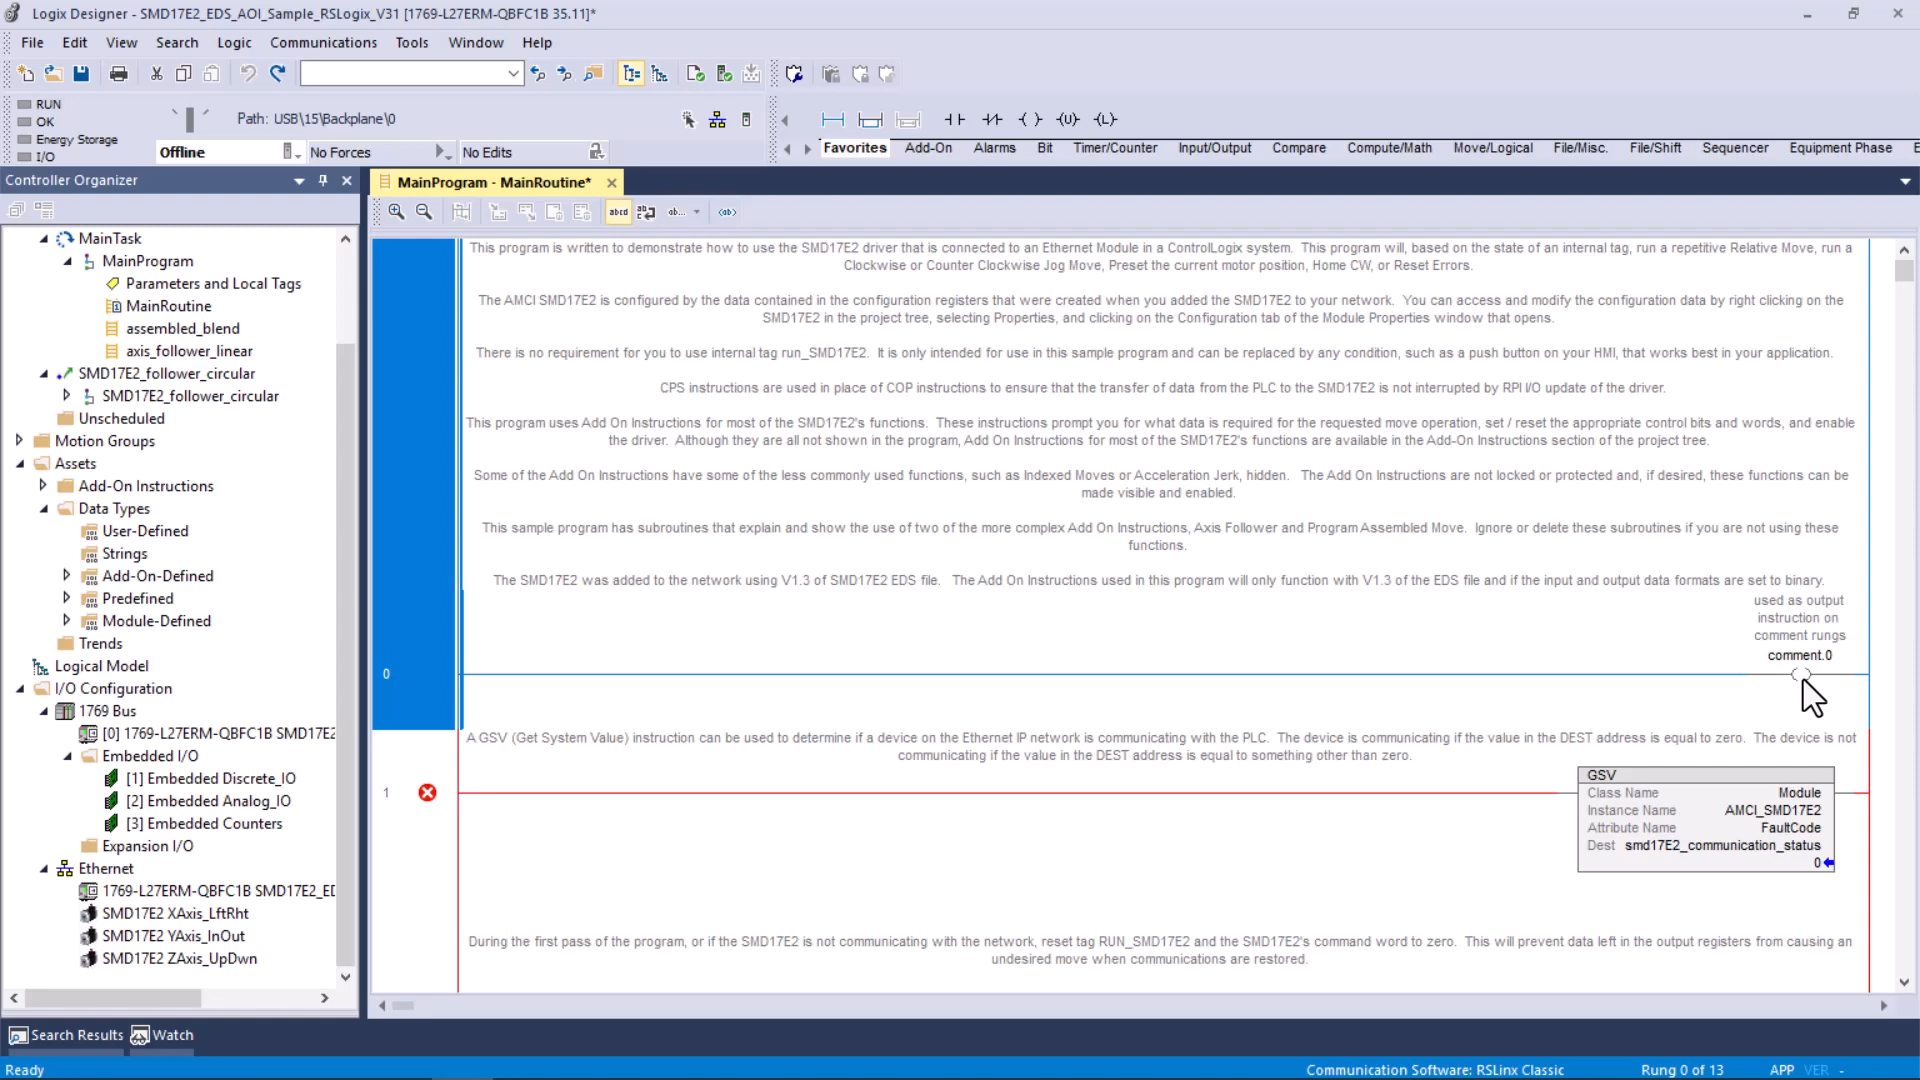 Logix Designer - SMD17E2_EDS_AOI_Sample_RSLogix_V31 [1769-L27ERM-QBFC1B 35.11]*
File Edit View Search Logic Communications Tools Window Help
RUN
OK
Energy Storage
I/O
Path: USB\15\Backplane\0
Offline
No Forces
No Edits
Favorites Add-On Alarms Bit Timer/Counter Input/Output Compare Compute/Math Move/Logical File/Misc. File/Shift Sequencer Equipment Phase E
Controller Organizer
MainTask
MainProgram
Parameters and Local Tags
MainRoutine
assembled_blend
axis_follower_linear
SMD17E2_follower_circular
SMD17E2_follower_circular
Unscheduled
Motion Groups
Assets
Add-On Instructions
Data Types
User-Defined
Strings
Add-On-Defined
Predefined
Module-Defined
Trends
Logical Model
I/O Configuration
1769 Bus
[0] 1769-L27ERM-QBFC1B SMD17E2
Embedded I/O
[1] Embedded Discrete_IO
[2] Embedded Analog_IO
[3] Embedded Counters
Expansion I/O
Ethernet
1769-L27ERM-QBFC1B SMD17E2_ED
SMD17E2 XAxis_LftRht
SMD17E2 YAxis_InOut
SMD17E2 ZAxis_UpDwn
MainProgram - MainRoutine*
abcd
ab...
<ab>
This program is written to demonstrate how to use the SMD17E2 driver that is connected to an Ethernet Module in a ControlLogix system. This program will, based on the state of an internal tag, run a repetitive Relative Move, run a
Clockwise or Counter Clockwise Jog Move, Preset the current motor position, Home CW, or Reset Errors.
The AMCI SMD17E2 is configured by the data contained in the configuration registers that were created when you added the SMD17E2 to your network. You can access and modify the configuration data by right clicking on the
SMD17E2 in the project tree, selecting Properties, and clicking on the Configuration tab of the Module Properties window that opens.
There is no requirement for you to use internal tag run_SMD17E2. It is only intended for use in this sample program and can be replaced by any condition, such as a push button on your HMI, that works best in your application.
CPS instructions are used in place of COP instructions to ensure that the transfer of data from the PLC to the SMD17E2 is not interrupted by RPI I/O update of the driver.
This program uses Add On Instructions for most of the SMD17E2's functions. These instructions prompt you for what data is required for the requested move operation, set / reset the appropriate control bits and words, and enable
the driver. Although they are all not shown in the program, Add On Instructions for most of the SMD17E2's functions are available in the Add-On Instructions section of the project tree.
Some of the Add On Instructions have some of the less commonly used functions, such as Indexed Moves or Acceleration Jerk, hidden. The Add On Instructions are not locked or protected and, if desired, these functions can be
made visible and enabled.
This sample program has subroutines that explain and show the use of two of the more complex Add On Instructions, Axis Follower and Program Assembled Move. Ignore or delete these subroutines if you are not using these
functions.
The SMD17E2 was added to the network using V1.3 of SMD17E2 EDS file. The Add On Instructions used in this program will only function with V1.3 of the EDS file and if the input and output data formats are set to binary.
used as output
instruction on
comment rungs
comment.0
0
A GSV (Get System Value) instruction can be used to determine if a device on the Ethernet IP network is communicating with the PLC. The device is communicating if the value in the DEST address is equal to zero. The device is not
communicating if the value in the DEST address is equal to something other than zero.
1
GSV
Class Name Module
Instance Name AMCI_SMD17E2
Attribute Name FaultCode
Dest smd17E2_communication_status
0
During the first pass of the program, or if the SMD17E2 is not communicating with the network, reset tag RUN_SMD17E2 and the SMD17E2's command word to zero. This will prevent data left in the output registers from causing an
undesired move when communications are restored.
Search Results Watch
Ready
Communication Software: RSLinx Classic
Rung 0 of 13
APP VER -